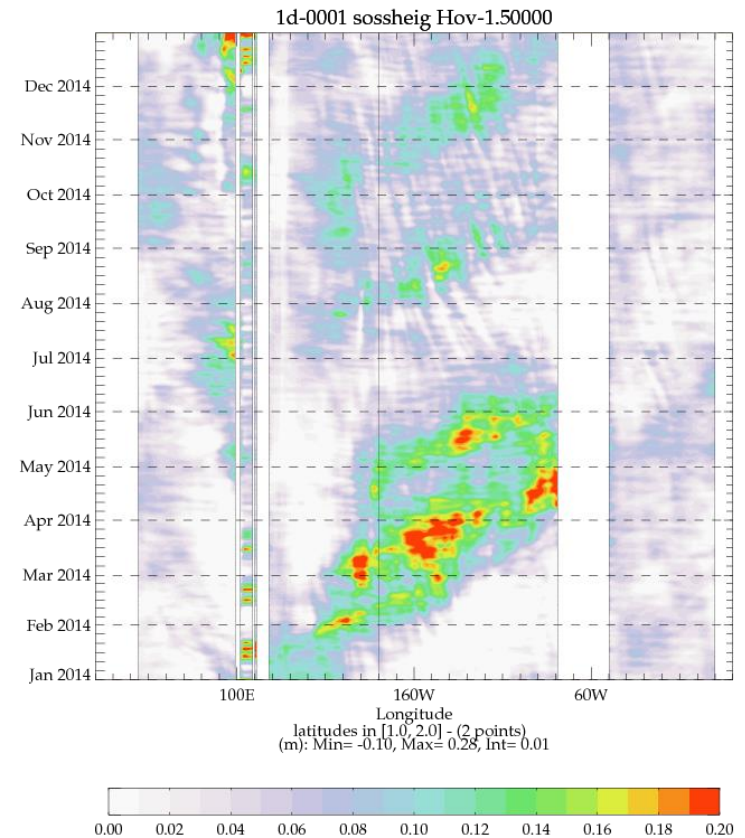 1d-0001 sossheig Hov-1.50000
Dec 2014
Nov 2014
Oct 2014
Sep 2014
Aug 2014
Jul 2014
Jun 2014
May 2014
Apr 2014
Mar 2014
Feb 2014
Jan 2014
100E 160W 60W
Longitude
latitudes in [1.0, 2.0] - (2 points)
(m): Min= -0.10, Max= 0.28, Int= 0.01
0.00 0.02 0.04 0.06 0.08 0.10 0.12 0.14 0.16 0.18 0.20